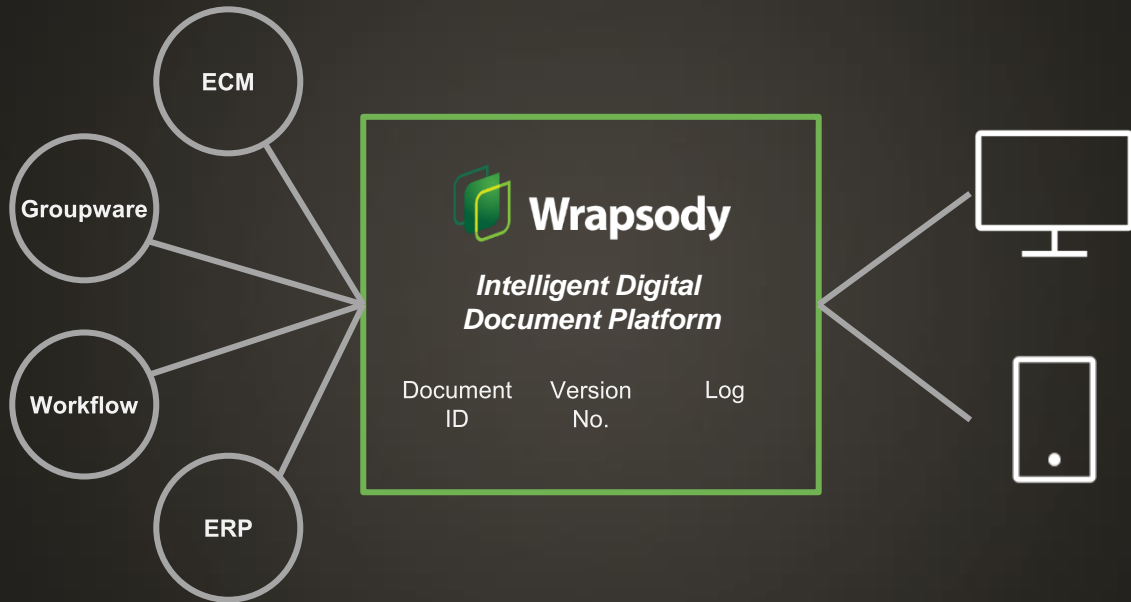 ECM
Groupware
Workflow
ERP
Wrapsody
Intelligent Digital
Document Platform
Document
ID
Version
No.
Log